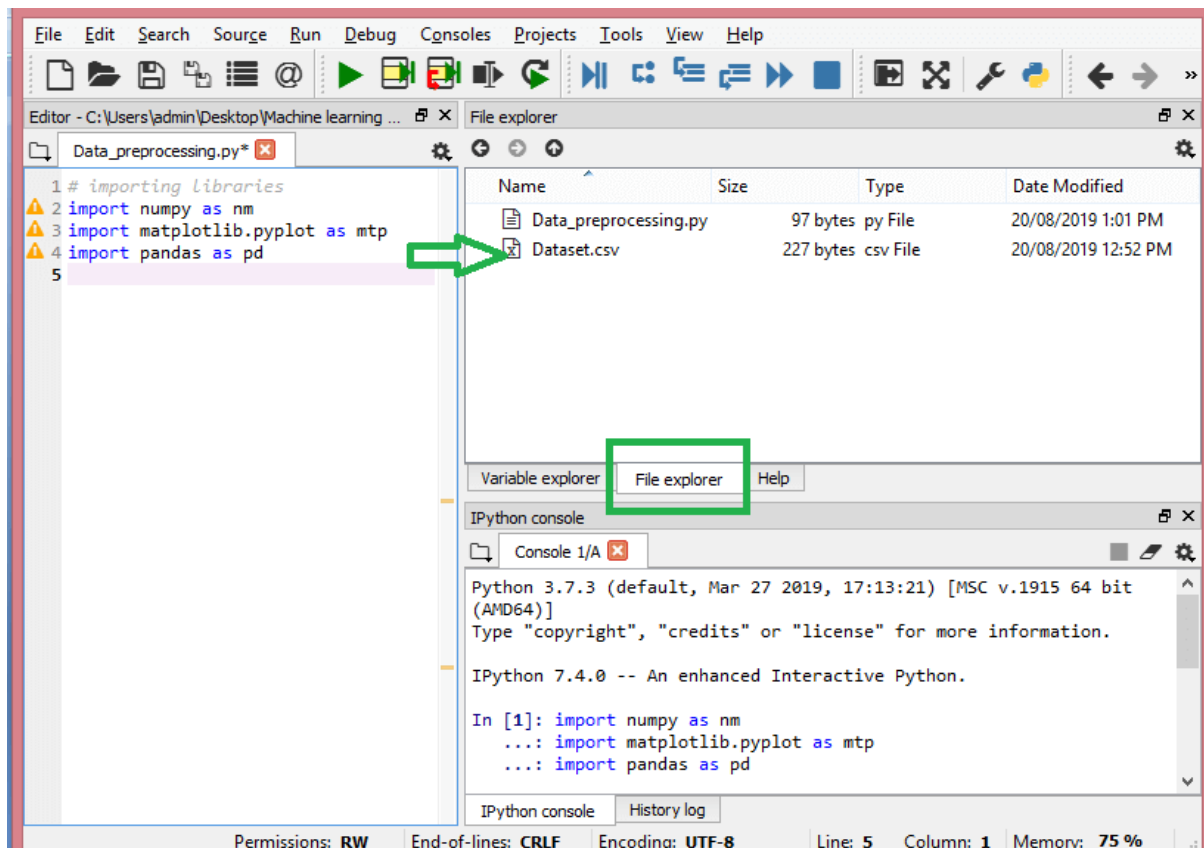 File Edit Search Source Run Debug Consoles Projects Tools View Help
Editor - C:\Users\admin\Desktop\Machine learning ...
Data_preprocessing.py*
1 # importing libraries
2 import numpy as nm
3 import matplotlib.pyplot as mtp
4 import pandas as pd
5
File explorer
Name Size Type Date Modified
Data_preprocessing.py 97 bytes py File 20/08/2019 1:01 PM
Dataset.csv 227 bytes csv File 20/08/2019 12:52 PM
Variable explorer File explorer Help
IPython console
Console 1/A
Python 3.7.3 (default, Mar 27 2019, 17:13:21) [MSC v.1915 64 bit
(AMD64)]
Type "copyright", "credits" or "license" for more information.
IPython 7.4.0 -- An enhanced Interactive Python.
In [1]: import numpy as nm
...: import matplotlib.pyplot as mtp
...: import pandas as pd
IPython console History log
Permissions: RW End-of-lines: CRLF Encoding: UTF-8 Line: 5 Column: 1 Memory: 75 %